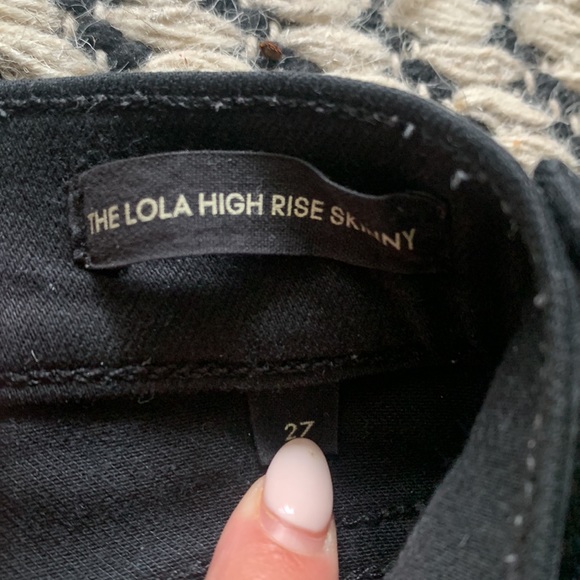 THE LOLA HIGH RISE SKINNY
27